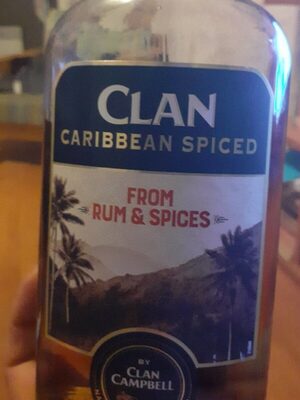 CLAN
CARIBBEAN SPICED
FROM
RUM & SPICES
BY
CLAN
CAMPBELL